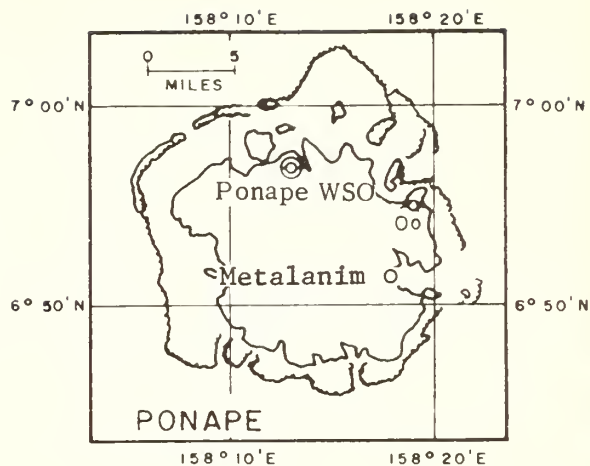 158° 10' E 158° 20' E
0 5
MILES
7° 00' N 7° 00' N
Ponape WSO
Oo
Metalanim
6° 50' N 6° 50' N
PONAPE
158° 10' E 158° 20' E